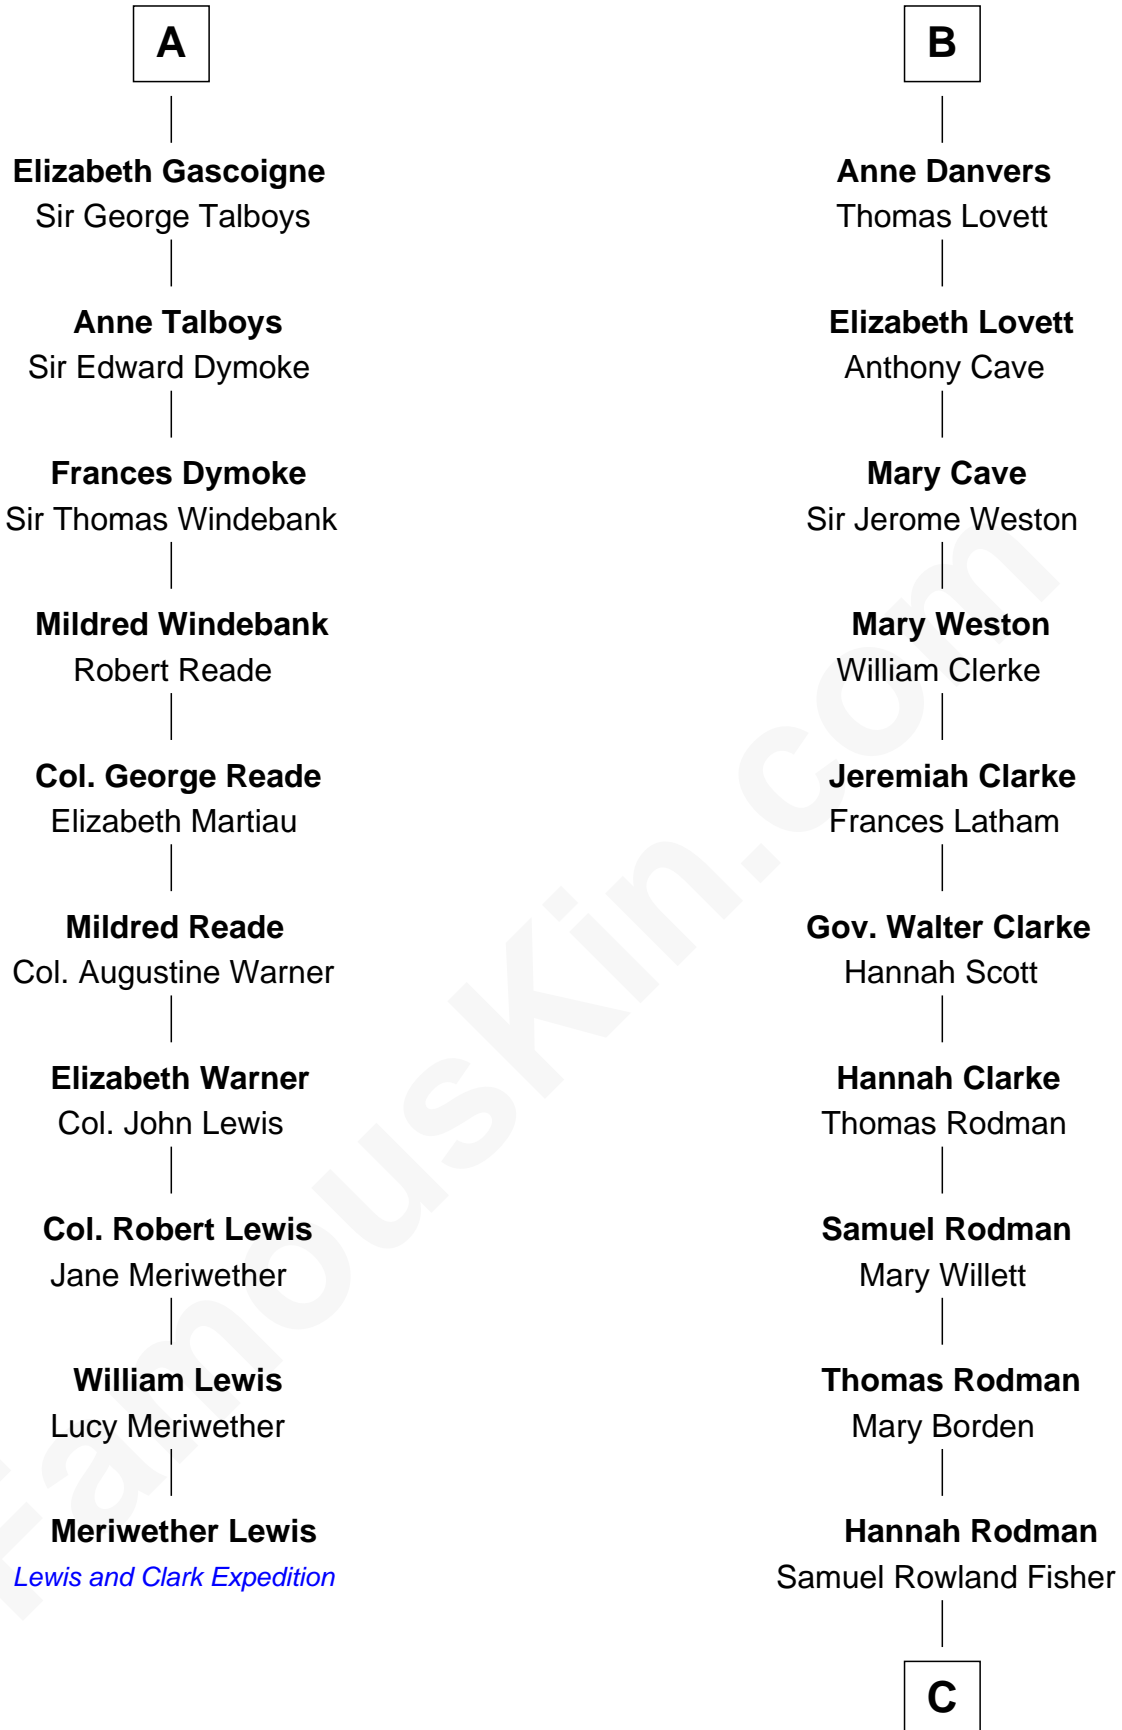 A
Elizabeth Gascoigne
Sir George Talboys
Anne Talboys
Sir Edward Dymoke
Frances Dymoke
Sir Thomas Windebank
Mildred Windebank
Robert Reade
Col. George Reade
Elizabeth Martiau
Mildred Reade
Col. Augustine Warner
Elizabeth Warner
Col. John Lewis
Col. Robert Lewis
Jane Meriwether
William Lewis
Lucy Meriwether
Meriwether Lewis
Lewis and Clark Expedition
B
Anne Danvers
Thomas Lovett
Elizabeth Lovett
Anthony Cave
Mary Cave
Sir Jerome Weston
Mary Weston
William Clerke
Jeremiah Clarke
Frances Latham
Gov. Walter Clarke
Hannah Scott
Hannah Clarke
Thomas Rodman
Samuel Rodman
Mary Willett
Thomas Rodman
Mary Borden
Hannah Rodman
Samuel Rowland Fisher
C
FamousKin.com